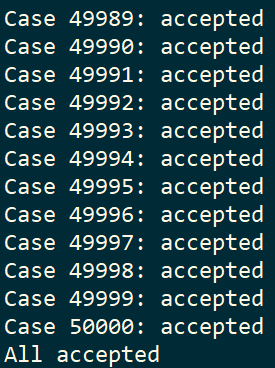 Case 49989: accepted
Case 49990: accepted
Case 49991: accepted
Case 49992: accepted
Case 49993: accepted
Case 49994: accepted
Case 49995: accepted
Case 49996: accepted
Case 49997: accepted
Case 49998: accepted
Case 49999: accepted
Case 50000: accepted
All accepted